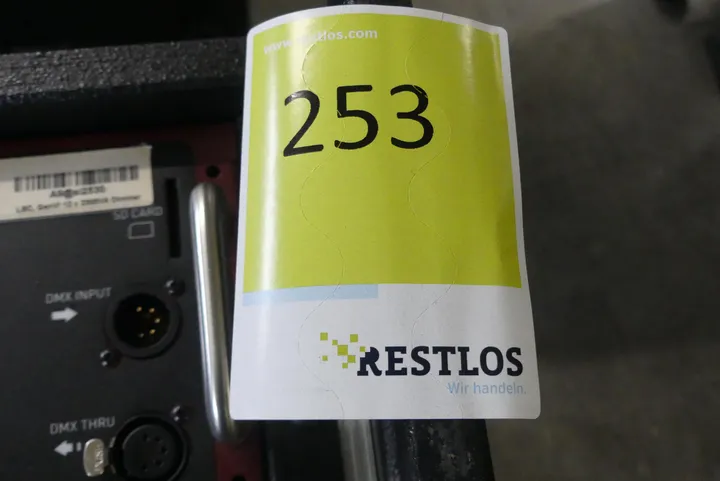 www.restlos.com
253
SD CARD
DMX INPUT
DMX THRU
RESTLOS
Wir handeln.